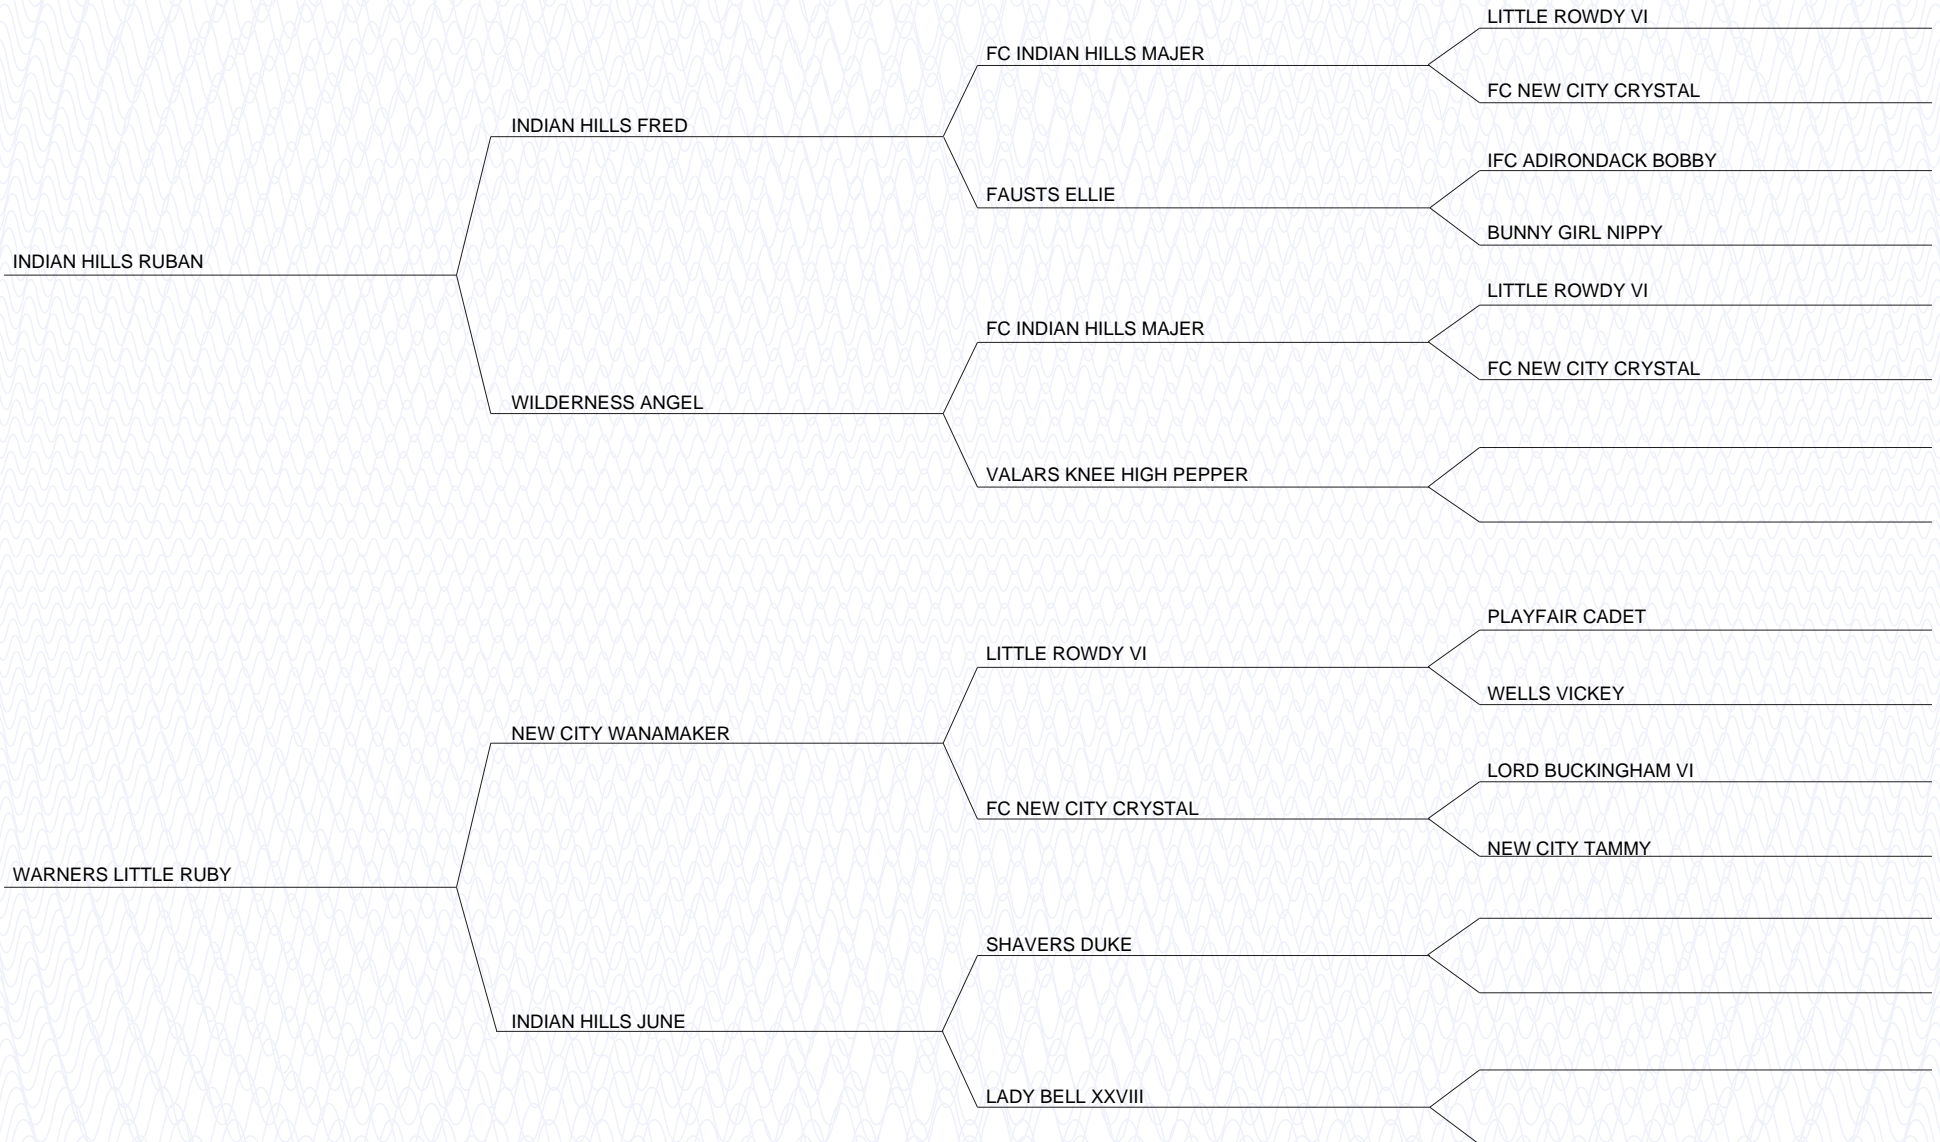 LITTLE ROWDY VI
FC INDIAN HILLS MAJER
FC NEW CITY CRYSTAL
INDIAN HILLS FRED
IFC ADIRONDACK BOBBY
FAUSTS ELLIE
BUNNY GIRL NIPPY
INDIAN HILLS RUBAN
LITTLE ROWDY VI
FC INDIAN HILLS MAJER
FC NEW CITY CRYSTAL
WILDERNESS ANGEL
VALARS KNEE HIGH PEPPER
PLAYFAIR CADET
LITTLE ROWDY VI
WELLS VICKEY
NEW CITY WANAMAKER
LORD BUCKINGHAM VI
FC NEW CITY CRYSTAL
NEW CITY TAMMY
WARNERS LITTLE RUBY
SHAVERS DUKE
INDIAN HILLS JUNE
LADY BELL XXVIII